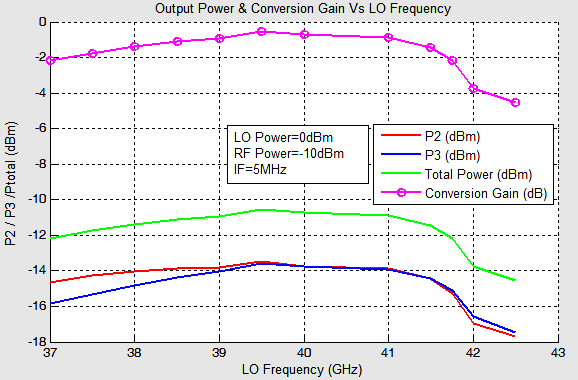 Output Power & Conversion Gain Vs LO Frequency
P2 / P3 /Ptotal (dBm)
0
-2
-4
-6
-8
-10
-12
-14
-16
-18
LO Power=0dBm
RF Power=-10dBm
IF=5MHz
P2 (dBm)
P3 (dBm)
Total Power (dBm)
Conversion Gain (dB)
37 38 39 40 41 42 43
LO Frequency (GHz)